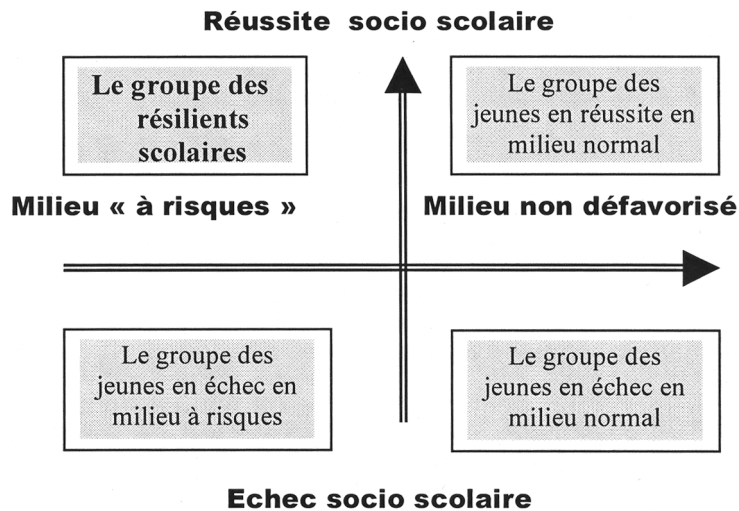 Réussite socio scolaire
Le groupe des
résilients
scolaires
Le groupe des
jeunes en réussite en
milieu normal
Milieu « à risques »
Milieu non défavorisé
Le groupe des
jeunes en échec en
milieu à risques
Le groupe des
jeunes en échec en
milieu normal
Echec socio scolaire